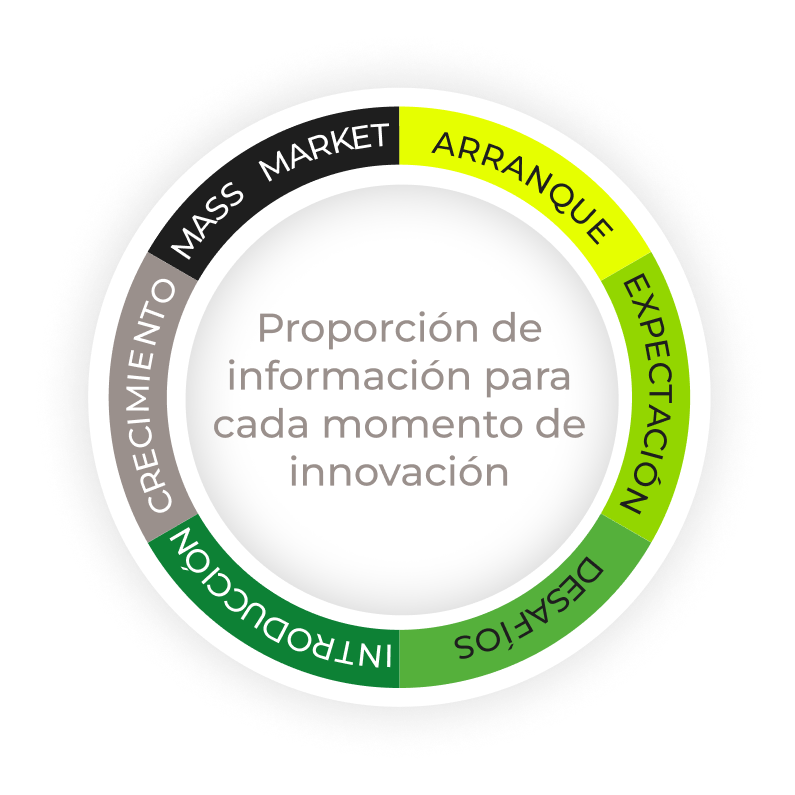 ARRANQUE
EXPECTACIÓN
DESAFÍOS
INTRODUCCIÓN
CRECIMIENTO
MASS MARKET
Proporción de
información para
cada momento de
innovación